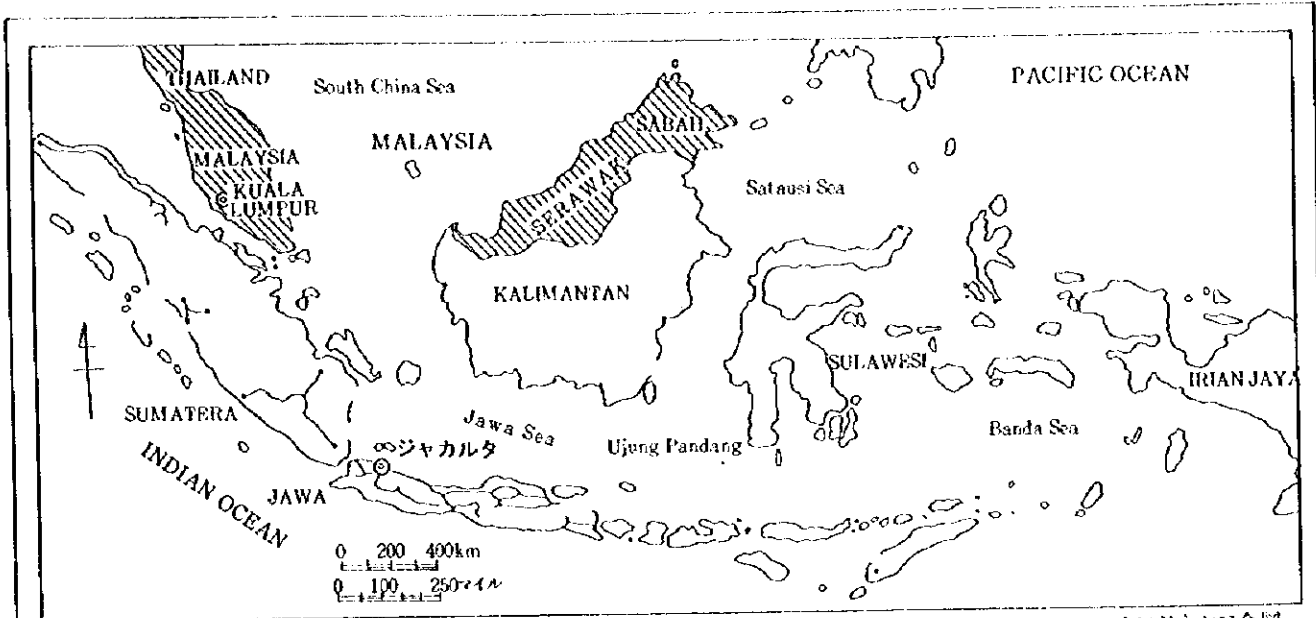 THAILAND
South China Sea
PACIFIC OCEAN
MALAYSIA
SABAH
MALAYSIA
KUALA
LUMPUR
SERAWAK
Satausi Sea
KALIMANTAN
SULAWESI
IRIAN JAYA
SUMATERA
Jawa Sea
Ujung Pandang
Banda Sea
ジャカルタ
INDIAN OCEAN
JAWA
0 200 400km
0 100 250マイル